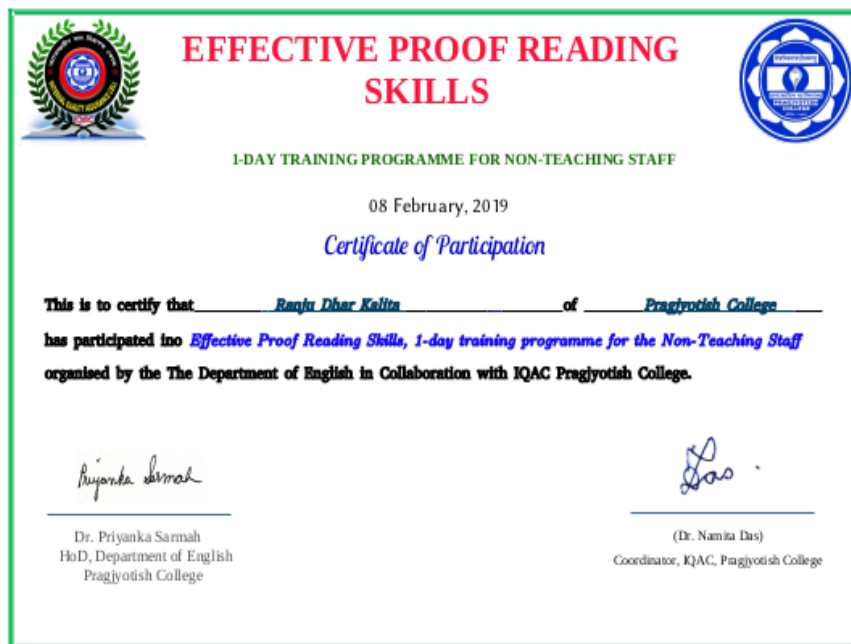 EFFECTIVE PROOF READING
SKILLS
1-DAY TRAINING PROGRAMME FOR NON-TEACHING STAFF
08 February, 2019
Certificate of Participation
This is to certify that Ranju Dhar Kalita of Pragjyotish College
has participated ino Effective Proof Reading Skills, 1-day training programme for the Non-Teaching Staff
organised by the The Department of English in Collaboration with IQAC Pragjyotish College.
Priyanka Sarmah
Das
Dr. Priyanka Sarmah
HoD, Department of English
Pragjyotish College
(Dr. Namita Das)
Coordinator, IQAC, Pragjyotish College
IQAC
PRAGJYOTISH
COLLEGE